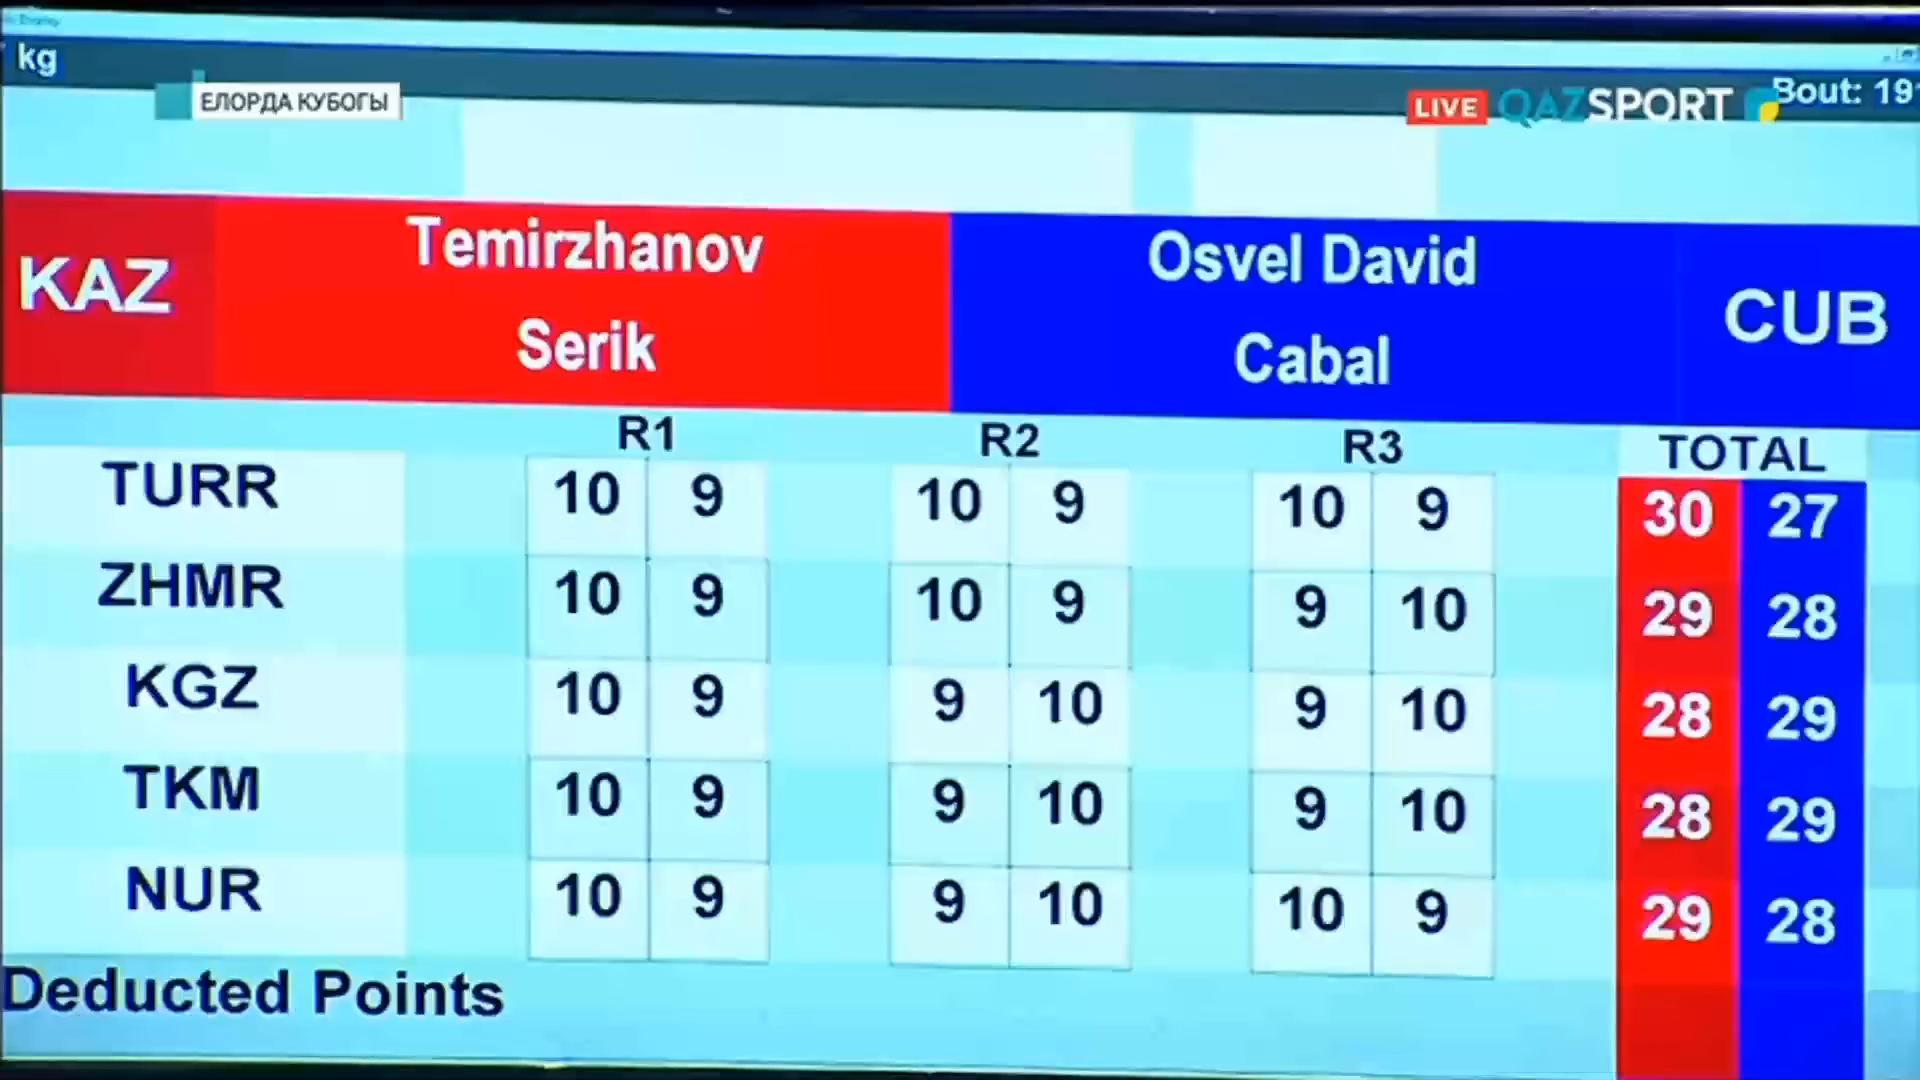 kg
ЕЛОРДА КУБОГЫ
LIVE QAZSPORT
Bout: 19
KAZ
Temirzhanov
Serik
Osvel David
Cabal
CUB
R1 R2 R3 TOTAL
TURR 10 9 10 9 10 9 30 27
ZHMR 10 9 10 9 9 10 29 28
KGZ 10 9 9 10 9 10 28 29
TKM 10 9 9 10 9 10 28 29
NUR 10 9 9 10 10 9 29 28
Deducted Points